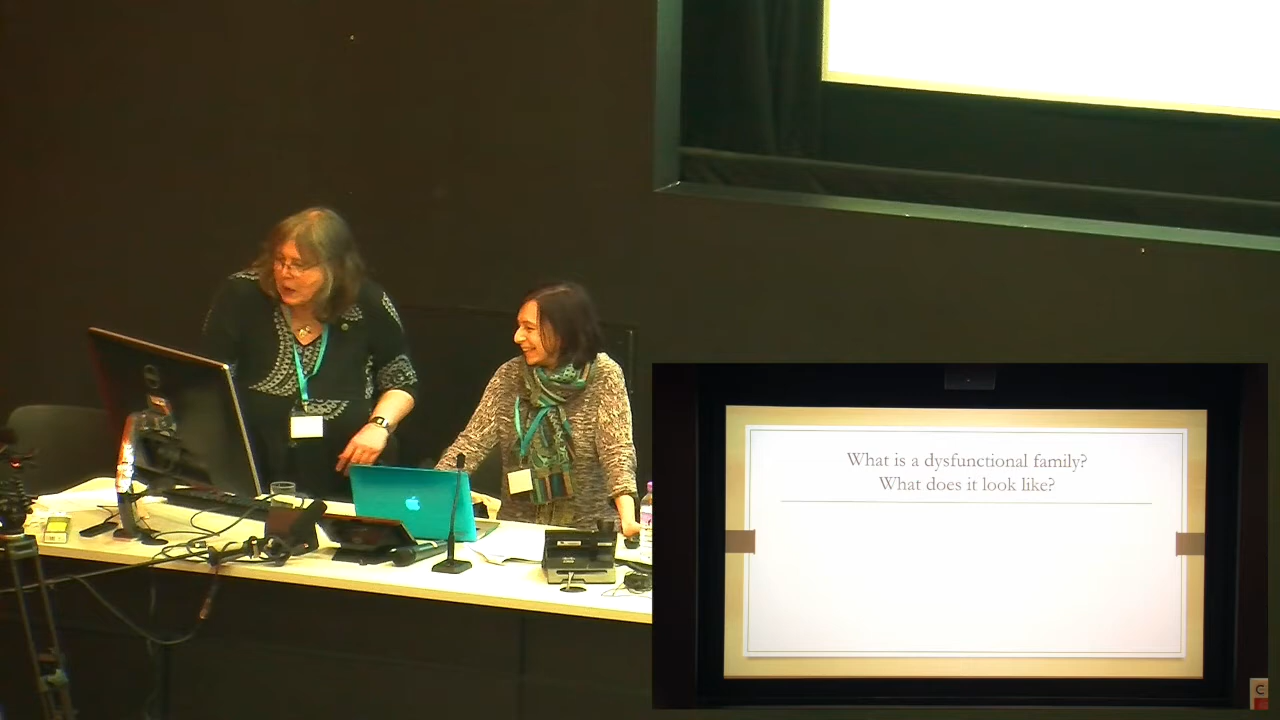 What is a dysfunctional family?
What does it look like?
C